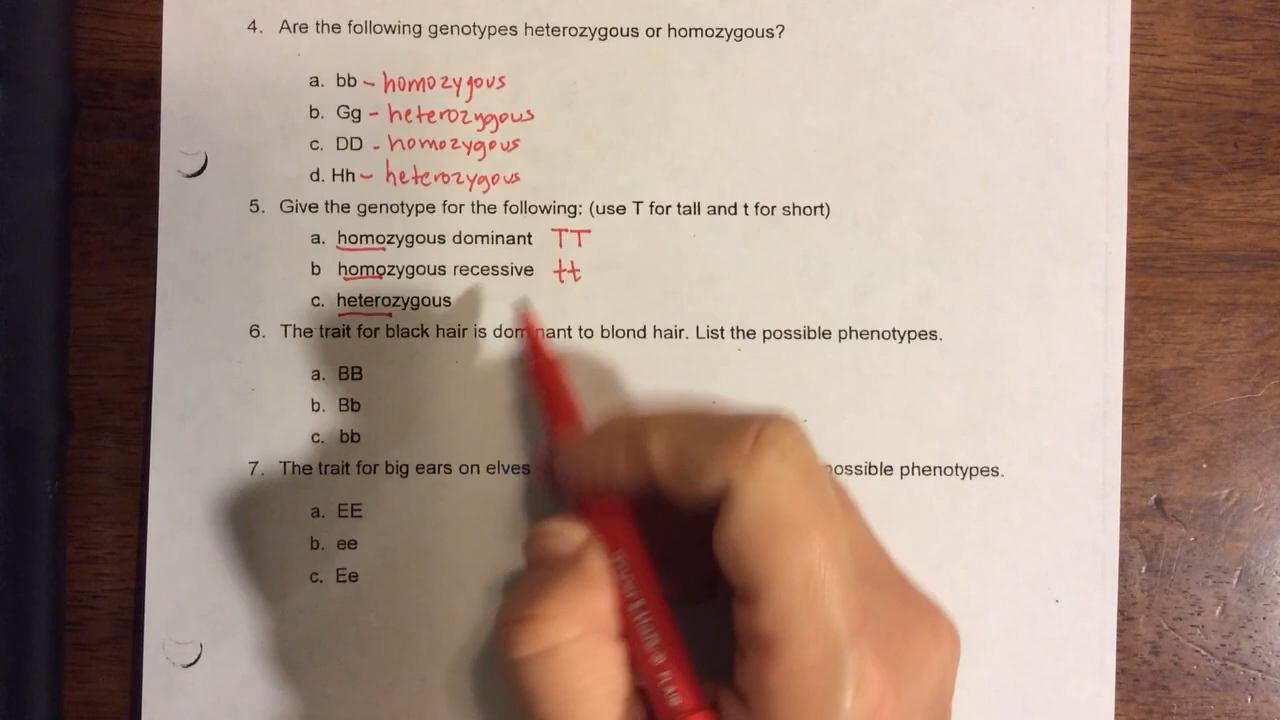 4. Are the following genotypes heterozygous or homozygous?
a. bb - homozygous
b. Gg - heterozygous
c. DD - homozygous
d. Hh - heterozygous
5. Give the genotype for the following: (use T for tall and t for short)
a. homozygous dominant TT
b homozygous recessive tt
c. heterozygous
6. The trait for black hair is dominant to blond hair. List the possible phenotypes.
a. BB
b. Bb
c. bb
7. The trait for big ears on elves possible phenotypes.
a. EE
b. ee
c. Ee
FLAIR